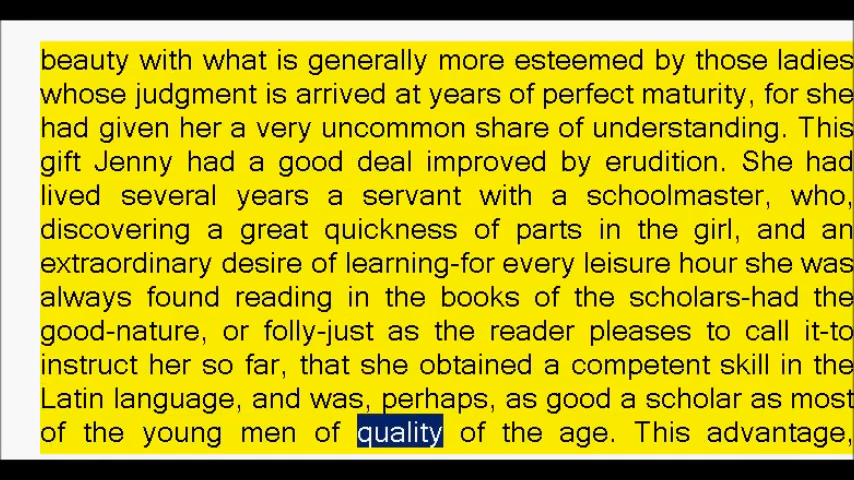 beauty with what is generally more esteemed by those ladies
whose judgment is arrived at years of perfect maturity, for she
had given her a very uncommon share of understanding. This
gift Jenny had a good deal improved by erudition. She had
lived several years a servant with a schoolmaster, who,
discovering a great quickness of parts in the girl, and an
extraordinary desire of learning-for every leisure hour she was
always found reading in the books of the scholars-had the
good-nature, or folly-just as the reader pleases to call it-to
instruct her so far, that she obtained a competent skill in the
Latin language, and was, perhaps, as good a scholar as most
of the young men of quality of the age. This advantage,